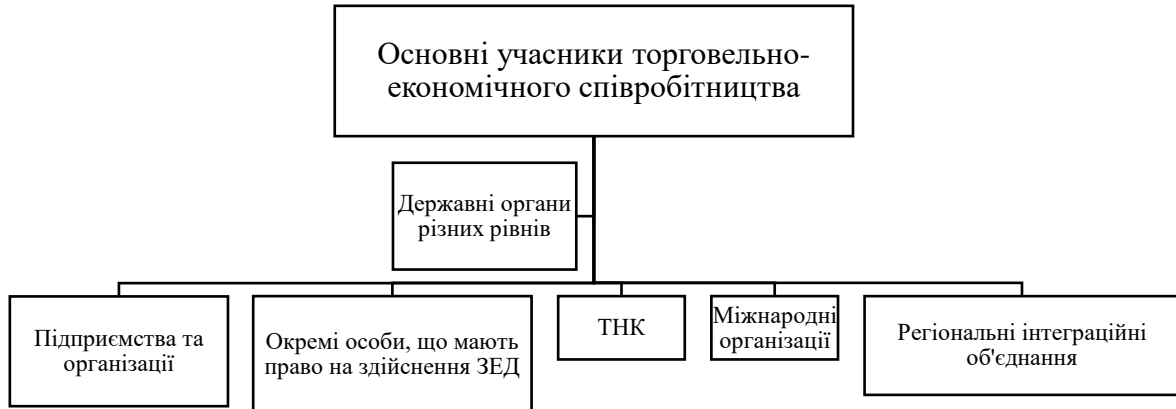 Основні учасники торговельно-
економічного співробітництва
Державні органи
різних рівнів
Підприємства та
організації
Окремі особи, що мають
право на здійснення ЗЕД
ТНК
Міжнародні
організації
Регіональні інтеграційні
об'єднання